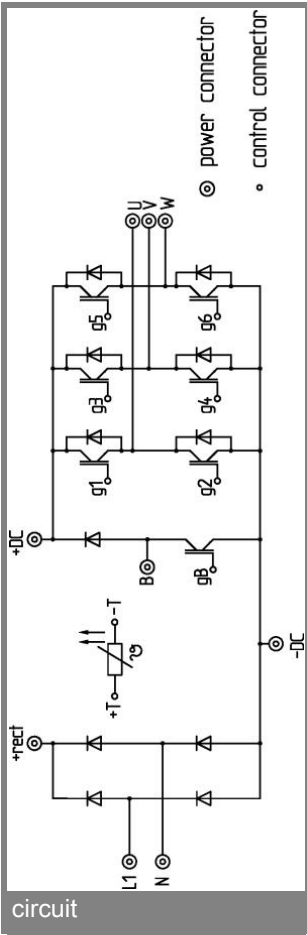 power connector
control connector
U
V
W
g5
g6
g3
g4
g1
g2
+DC
B
gB
-T
+T
ϑ
-DC
+rect
L1
N
circuit